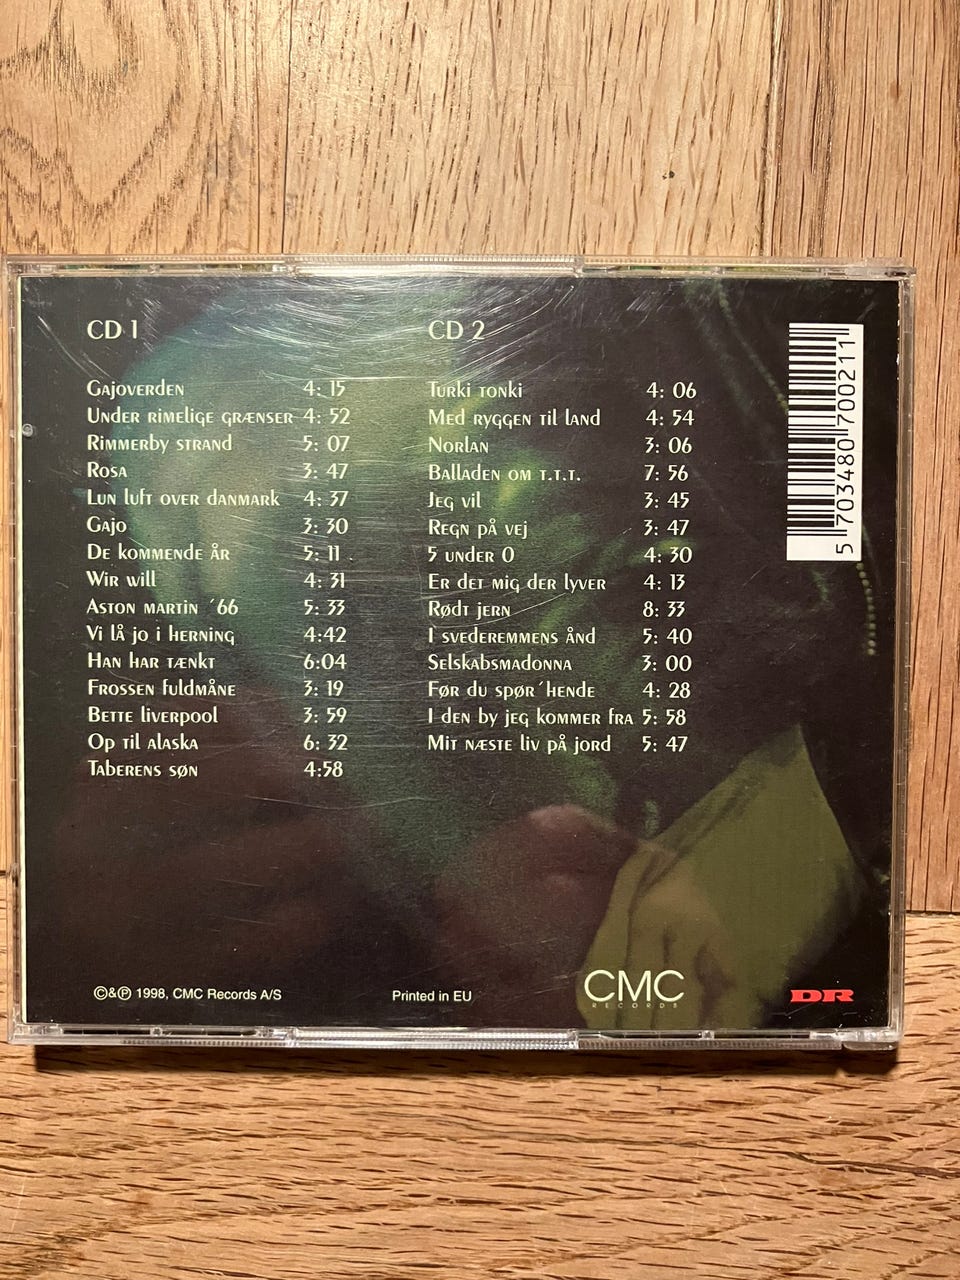 CD 1
Gajoverden 4: 15
Under rimelige grænser 4: 52
Rimmerby strand 5: 07
Rosa 3: 47
Lun luft over danmark 4: 37
Gajo 3: 30
De kommende år 5: 11
Wir will 4: 31
Aston martin ´66 5: 33
Vi lå jo i herning 4:42
Han har tænkt 6:04
Frossen fuldmåne 3: 19
Bette liverpool 3: 59
Op til alaska 6: 32
Taberens søn 4:58
CD 2
Turki tonki 4: 06
Med ryggen til land 4: 54
Norlan 3: 06
Balladen om t.t.t. 7: 56
Jeg vil 3: 45
Regn på vej 3: 47
5 under 0 4: 30
Er det mig der lyver 4: 13
Rødt jern 8: 33
I svederemmens ånd 5: 40
Selskabsmadonna 3: 00
Før du spør´hende 4: 28
I den by jeg kommer fra 5: 58
Mit næste liv på jord 5: 47
5 703480 700211
©&℗ 1998, CMC Records A/S
Printed in EU
CMC
RECORDS
DR